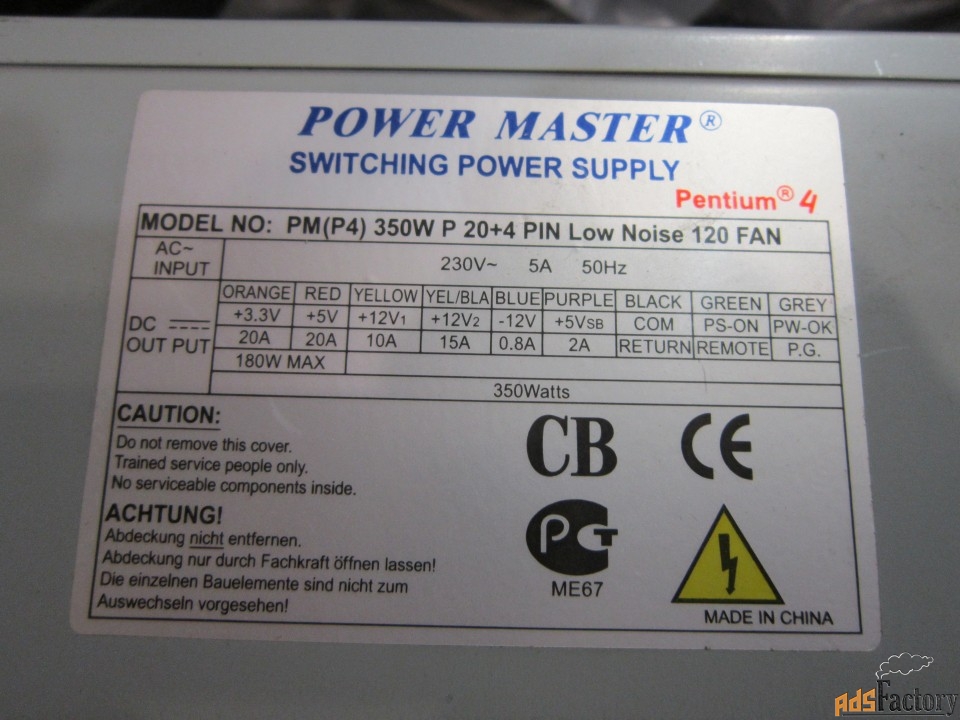 POWER MASTER®
SWITCHING POWER SUPPLY
Pentium® 4
MODEL NO: PM(P4) 350W P 20+4 PIN Low Noise 120 FAN
AC~ INPUT 230V~ 5A 50Hz
ORANGE RED YELLOW YEL/BLA BLUE PURPLE BLACK GREEN GREY
DC OUT PUT +3.3V +5V +12V1 +12V2 -12V +5VSB COM PS-ON PW-OK
20A 20A 10A 15A 0.8A 2A RETURN REMOTE P.G.
180W MAX
350Watts
CAUTION:
Do not remove this cover.
Trained service people only.
No serviceable components inside.
ACHTUNG!
Abdeckung nicht entfernen.
Abdeckung nur durch Fachkraft öffnen lassen!
Die einzelnen Bauelemente sind nicht zum
Auswechseln vorgesehen!
CB CE
PCT
ME67
MADE IN CHINA
AdsFactory